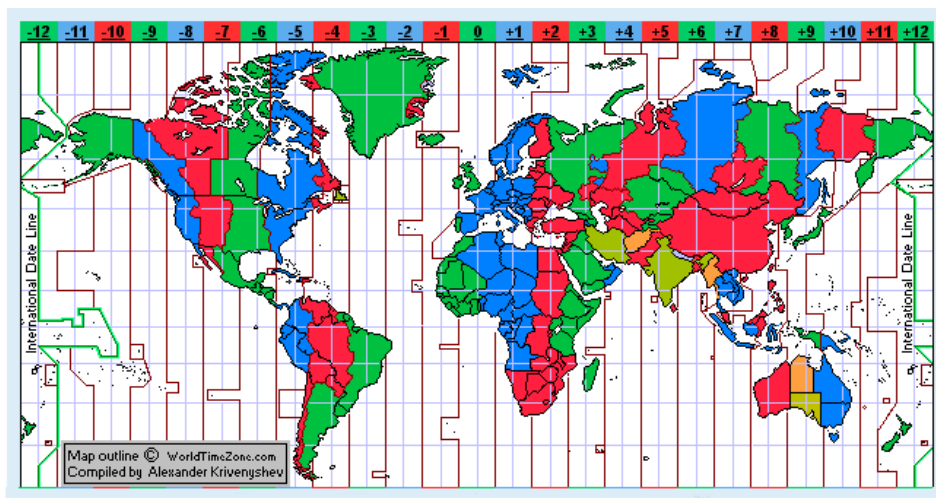 -12 -11 -10 -9 -8 -7 -6 -5 -4 -3 -2 -1 0 +1 +2 +3 +4 +5 +6 +7 +8 +9 +10 +11 +12
International Date Line
International Date Line
Map outline © WorldTimeZone.com
Compiled by Alexander Krivenyshev